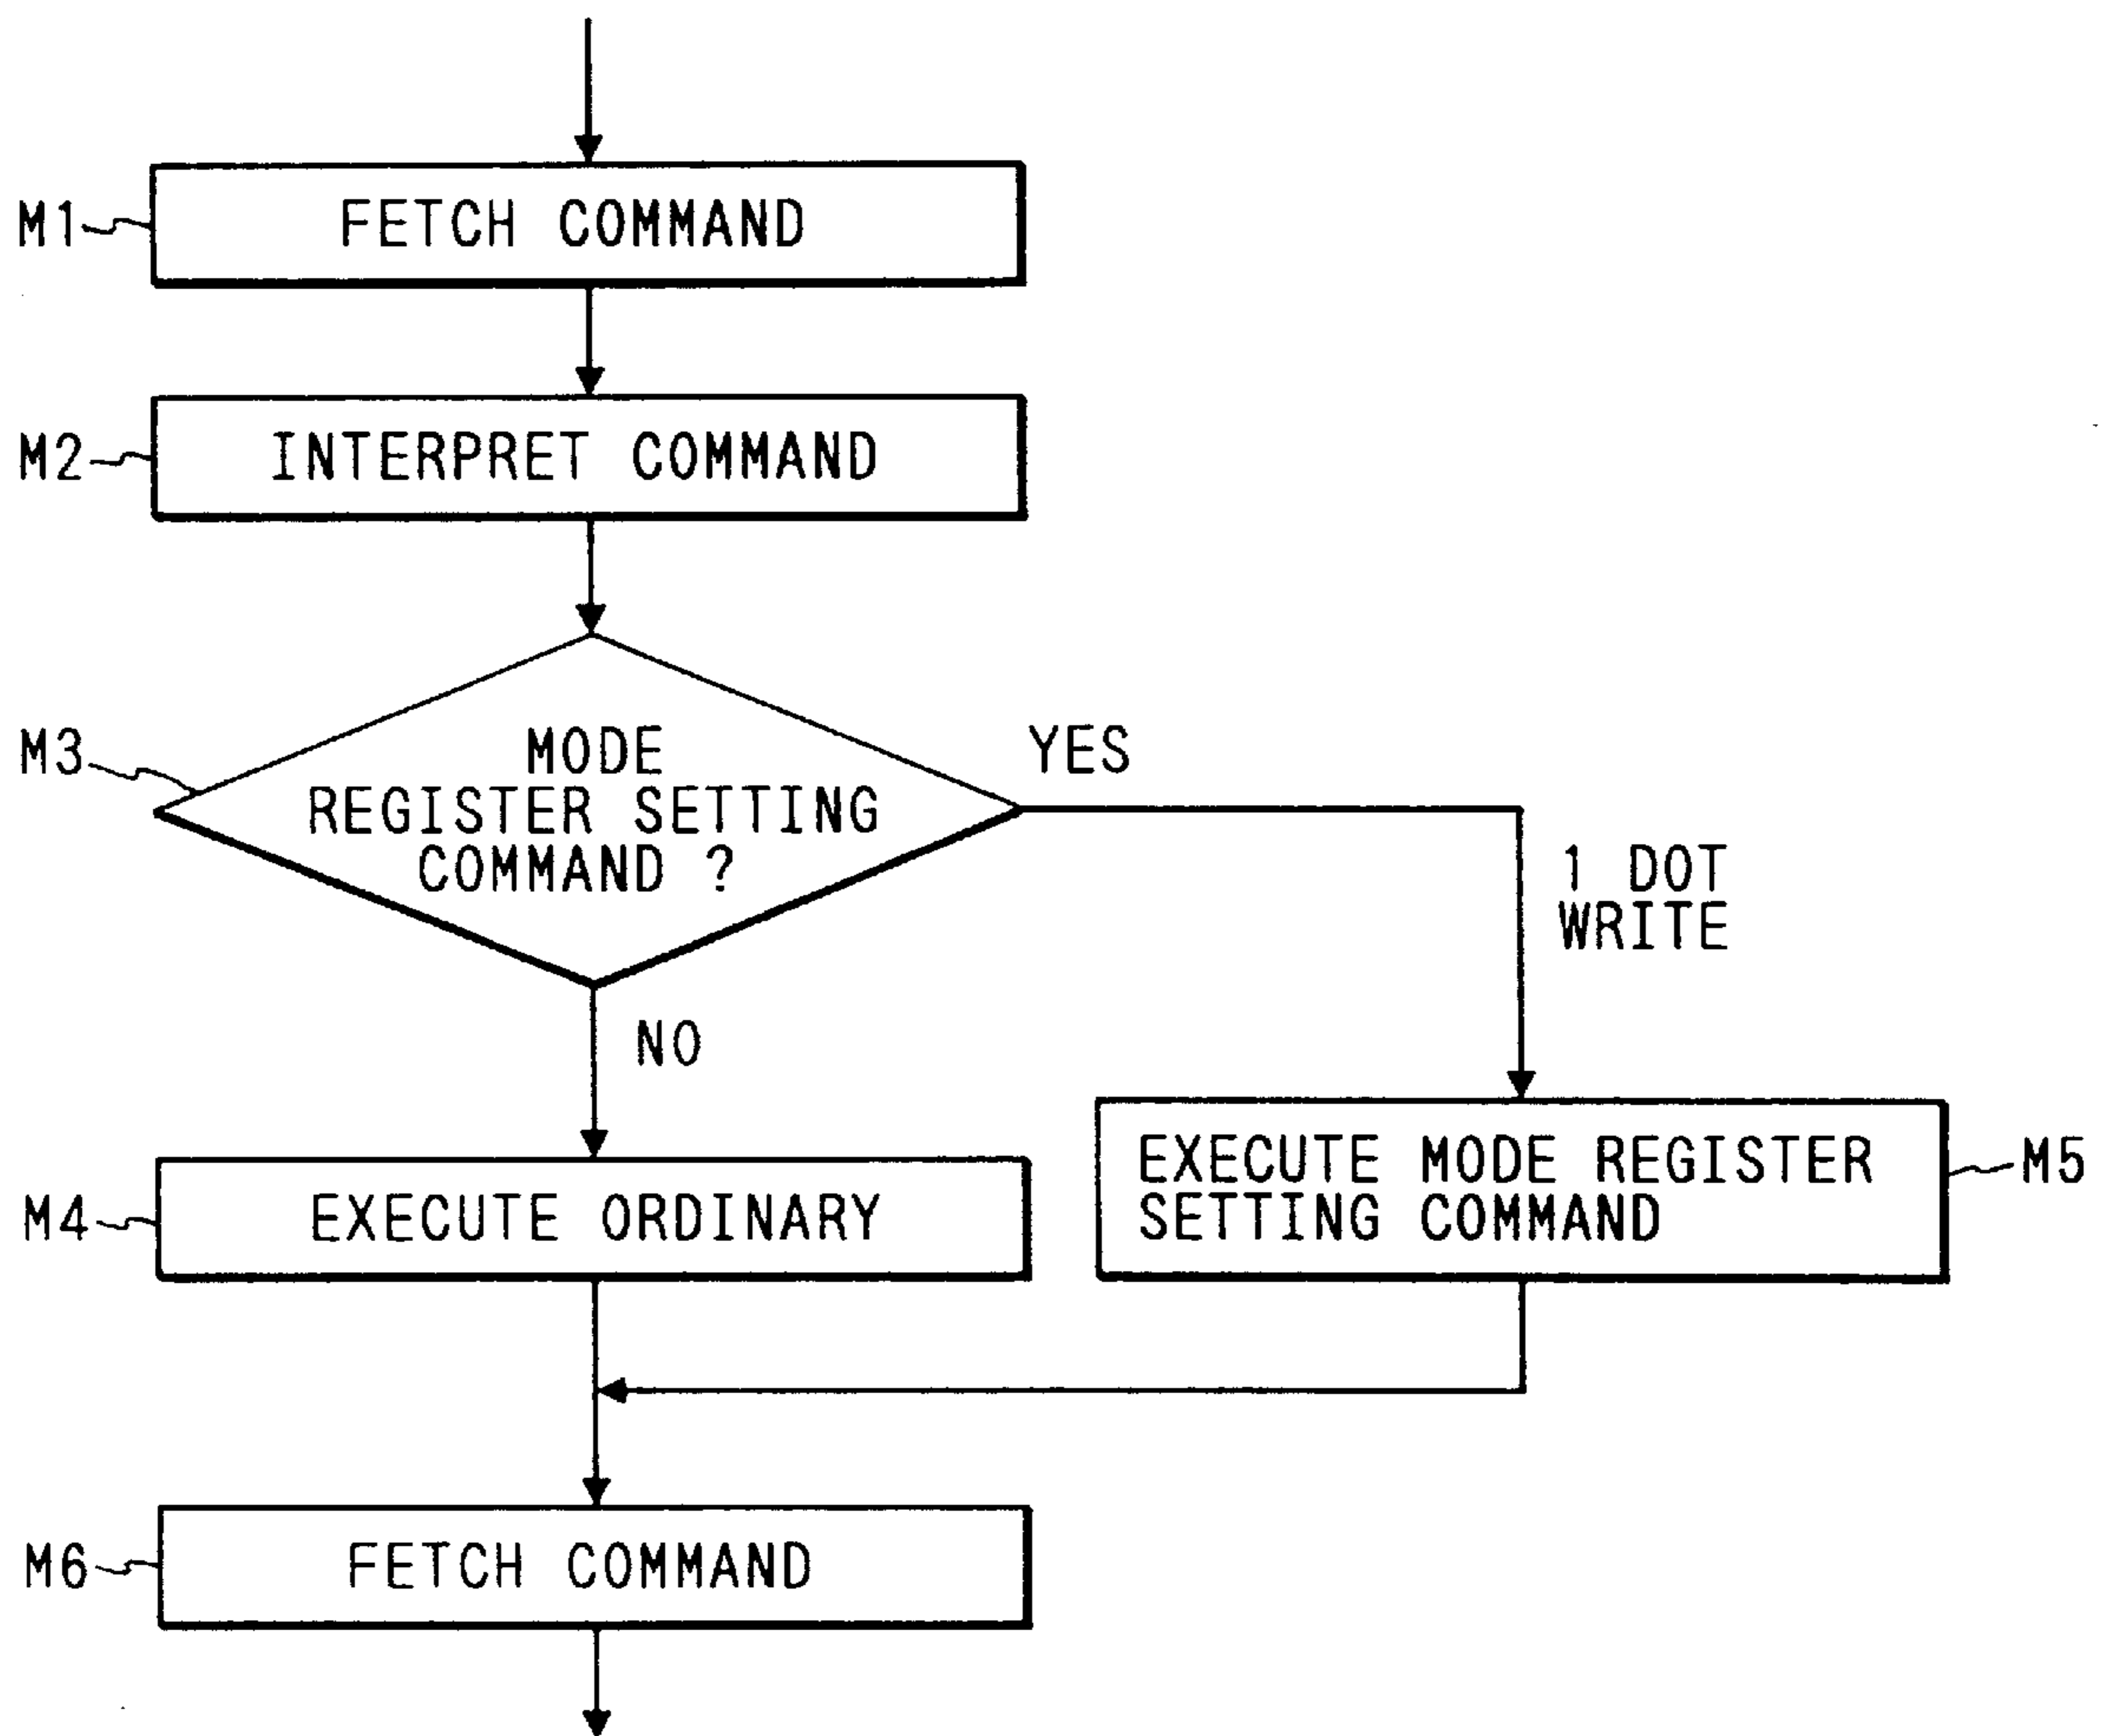 M1
FETCH COMMAND
M2
INTERPRET COMMAND
M3
MODE
REGISTER SETTING
COMMAND ?
YES
1 DOT
WRITE
NO
M4
EXECUTE ORDINARY
EXECUTE MODE REGISTER
SETTING COMMAND
M5
M6
FETCH COMMAND